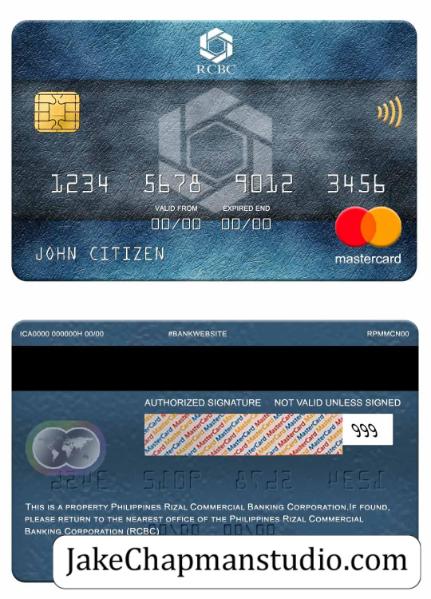 RCBC
1234 5678 9012 3456
VALID FROM EXPIRED END
00/00 00/00
JOHN CITIZEN
mastercard
ICA0000 000000H 00/00 #BANKWEBSITE RPMMCN00
AUTHORIZED SIGNATURE NOT VALID UNLESS SIGNED
MasterCard MasterCard MasterCard MasterCard
999
THIS IS A PROPERTY PHILIPPINES RIZAL COMMERCIAL BANKING CORPORATION.IF FOUND,
PLEASE RETURN TO THE NEAREST OFFICE OF THE PHILIPPINES RIZAL COMMERCIAL
BANKING CORPORATION (RCBC)
JakeChapmanstudio.com